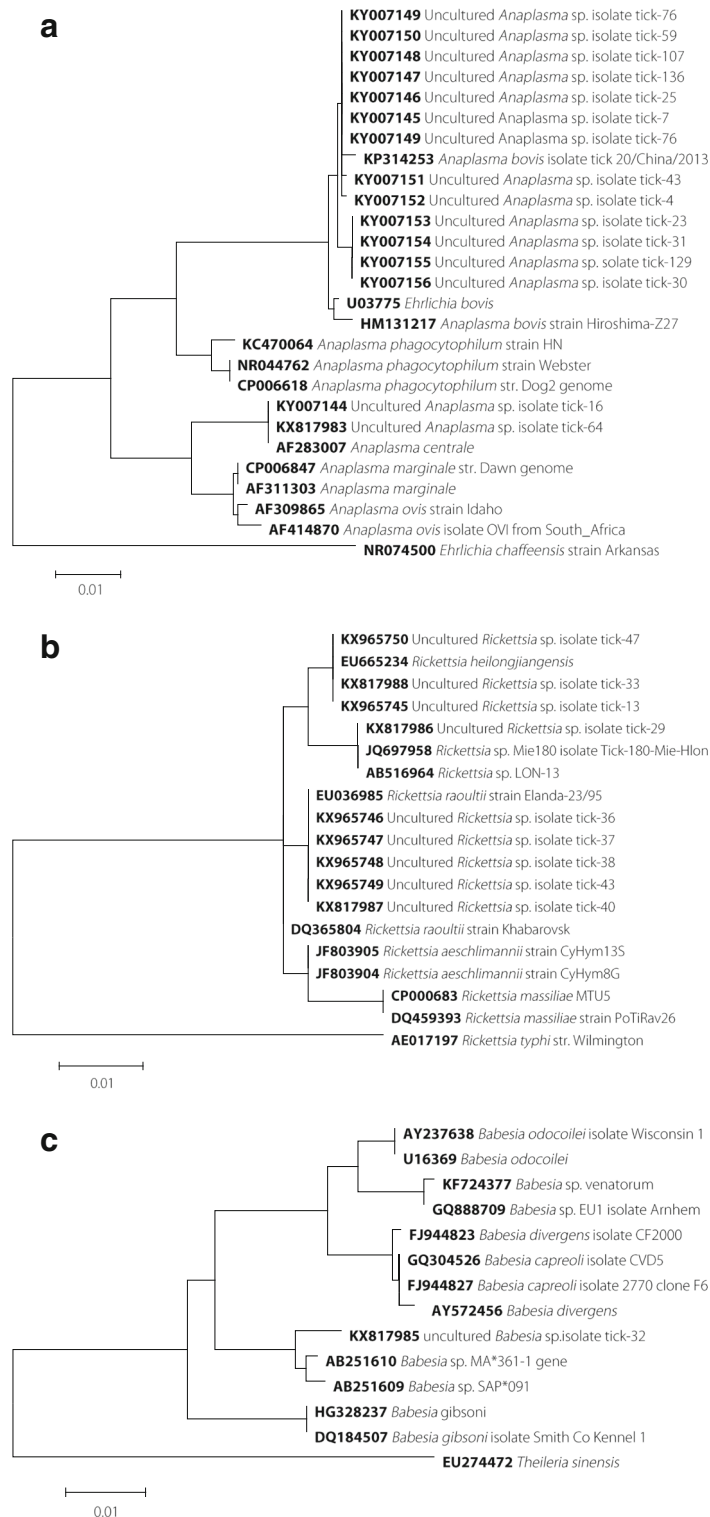 a
KY007149 Uncultured Anaplasma sp. isolate tick-76
KY007150 Uncultured Anaplasma sp. isolate tick-59
KY007148 Uncultured Anaplasma sp. isolate tick-107
KY007147 Uncultured Anaplasma sp. isolate tick-136
KY007146 Uncultured Anaplasma sp. isolate tick-25
KY007145 Uncultured Anaplasma sp. isolate tick-7
KY007149 Uncultured Anaplasma sp. isolate tick-76
KP314253 Anaplasma bovis isolate tick 20/China/2013
KY007151 Uncultured Anaplasma sp. isolate tick-43
KY007152 Uncultured Anaplasma sp. isolate tick-4
KY007153 Uncultured Anaplasma sp. isolate tick-23
KY007154 Uncultured Anaplasma sp. isolate tick-31
KY007155 Uncultured Anaplasma sp. solate tick-129
KY007156 Uncultured Anaplasma sp. isolate tick-30
U03775 Ehrlichia bovis
HM131217 Anaplasma bovis strain Hiroshima-Z27
KC470064 Anaplasma phagocytophilum strain HN
NR044762 Anaplasma phagocytophilum strain Webster
CP006618 Anaplasma phagocytophilum str. Dog2 genome
KY007144 Uncultured Anaplasma sp. isolate tick-16
KX817983 Uncultured Anaplasma sp. isolate tick-64
AF283007 Anaplasma centrale
CP006847 Anaplasma marginale str. Dawn genome
AF311303 Anaplasma marginale
AF309865 Anaplasma ovis strain Idaho
AF414870 Anaplasma ovis isolate OVI from South_Africa
NR074500 Ehrlichia chaffeensis strain Arkansas
0.01
b
KX965750 Uncultured Rickettsia sp. isolate tick-47
EU665234 Rickettsia heilongjiangensis
KX817988 Uncultured Rickettsia sp. isolate tick-33
KX965745 Uncultured Rickettsia sp. isolate tick-13
KX817986 Uncultured Rickettsia sp. isolate tick-29
JQ697958 Rickettsia sp. Mie180 isolate Tick-180-Mie-Hlon
AB516964 Rickettsia sp. LON-13
EU036985 Rickettsia raoultii strain Elanda-23/95
KX965746 Uncultured Rickettsia sp. isolate tick-36
KX965747 Uncultured Rickettsia sp. isolate tick-37
KX965748 Uncultured Rickettsia sp. isolate tick-38
KX965749 Uncultured Rickettsia sp. isolate tick-43
KX817987 Uncultured Rickettsia sp. isolate tick-40
DQ365804 Rickettsia raoultii strain Khabarovsk
JF803905 Rickettsia aeschlimannii strain CyHym13S
JF803904 Rickettsia aeschlimannii strain CyHym8G
CP000683 Rickettsia massiliae MTU5
DQ459393 Rickettsia massiliae strain PoTiRav26
AE017197 Rickettsia typhi str. Wilmington
0.01
c
AY237638 Babesia odocoilei isolate Wisconsin 1
U16369 Babesia odocoilei
KF724377 Babesia sp. venatorum
GQ888709 Babesia sp. EU1 isolate Arnhem
FJ944823 Babesia divergens isolate CF2000
GQ304526 Babesia capreoli isolate CVD5
FJ944827 Babesia capreoli isolate 2770 clone F6
AY572456 Babesia divergens
KX817985 uncultured Babesia sp.isolate tick-32
AB251610 Babesia sp. MA*361-1 gene
AB251609 Babesia sp. SAP*091
HG328237 Babesia gibsoni
DQ184507 Babesia gibsoni isolate Smith Co Kennel 1
EU274472 Theileria sinensis
0.01